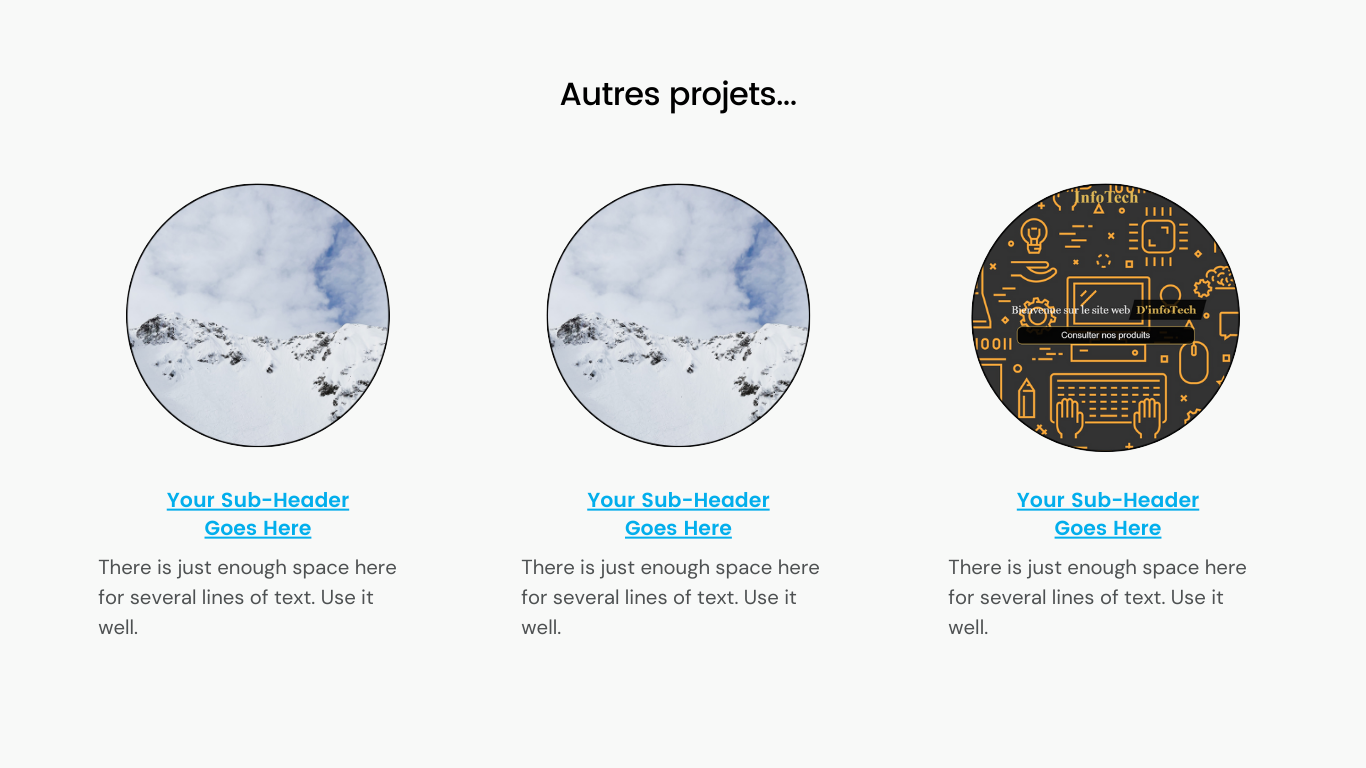 Autres projets...
InfoTech
Bienvenue sur le site web D'infoTech
Consulter nos produits
Your Sub-Header
Goes Here
There is just enough space here
for several lines of text. Use it
well.
Your Sub-Header
Goes Here
There is just enough space here
for several lines of text. Use it
well.
Your Sub-Header
Goes Here
There is just enough space here
for several lines of text. Use it
well.